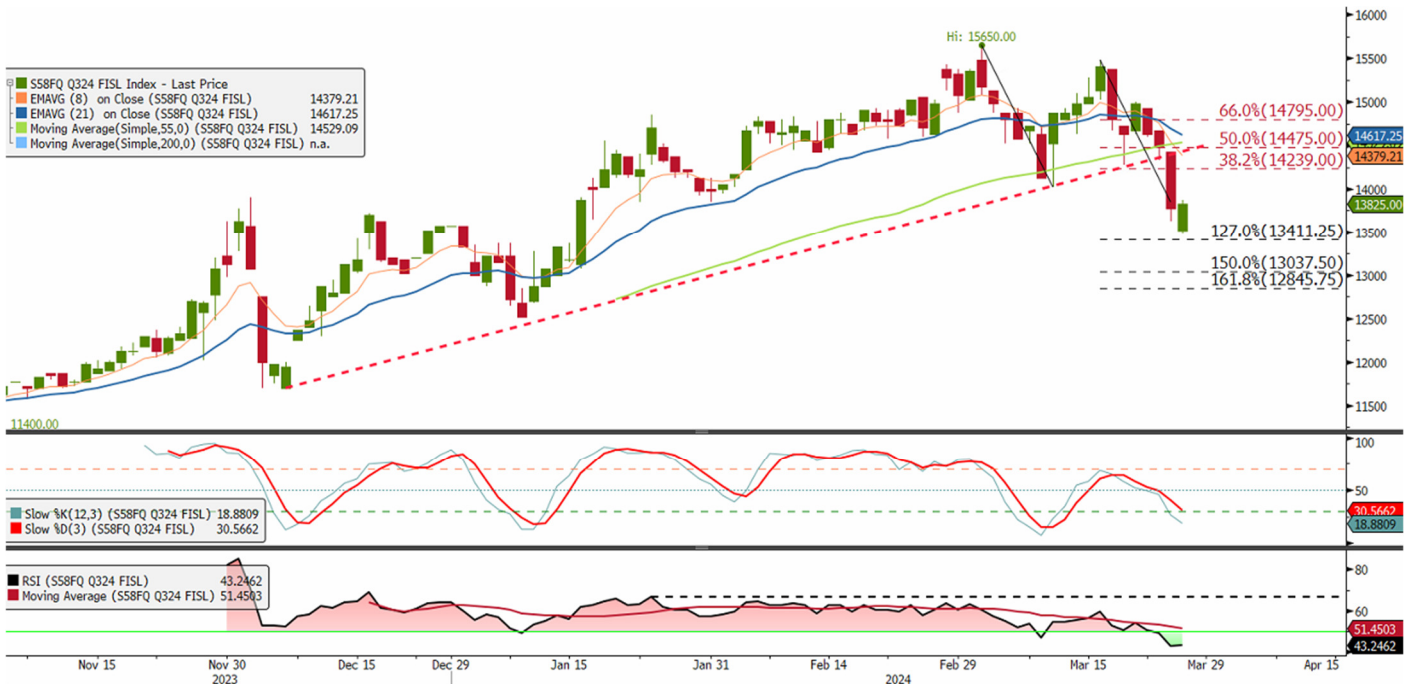 Hi: 15650.00
S58FQ Q324 FISL Index - Last Price
EMAVG (8) on Close (S58FQ Q324 FISL) 14379.21
EMAVG (21) on Close (S58FQ Q324 FISL) 14617.25
Moving Average(Simple,55,0) (S58FQ Q324 FISL) 14529.09
Moving Average(Simple,200,0) (S58FQ Q324 FISL) n.a.
16000
15500
15000
66.0%(14795.00)
14617.25
50.0%(14475.00)
14379.21
38.2%(14239.00)
14000
13825.00
13500
127.0%(13411.25)
150.0%(13037.50)
13000
161.8%(12845.75)
12500
12000
11500
11400.00
100
50
Slow %K(12,3) (S58FQ Q324 FISL) 18.8809
Slow %D(3) (S58FQ Q324 FISL) 30.5662
30.5662
18.8809
RSI (S58FQ Q324 FISL) 43.2462
Moving Average (S58FQ Q324 FISL) 51.4503
80
60
51.4503
43.2462
Nov 15 Nov 30 Dec 15 Dec 29 Jan 15 Jan 31 Feb 14 Feb 29 Mar 15 Mar 29 Apr 15
2023 2024